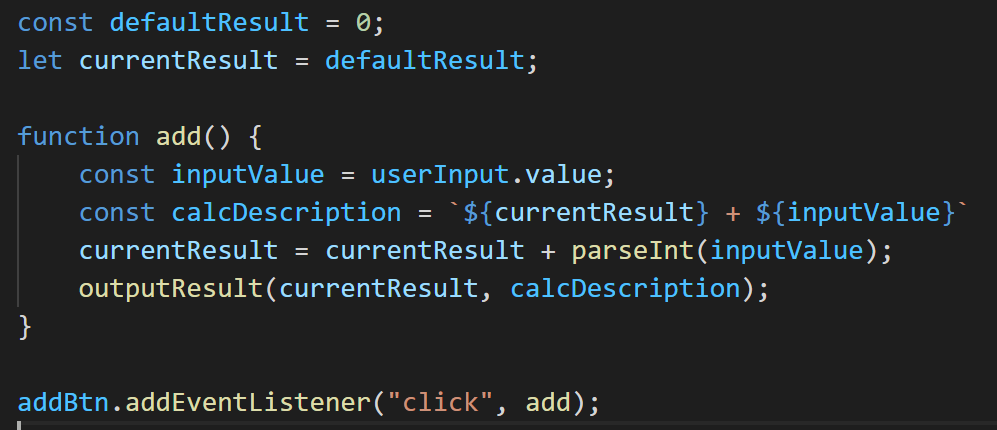 const defaultResult = 0;
let currentResult = defaultResult;

function add() {
    const inputValue = userInput.value;
    const calcDescription = `${currentResult} + ${inputValue}`
    currentResult = currentResult + parseInt(inputValue);
    outputResult(currentResult, calcDescription);
}

addBtn.addEventListener("click", add);